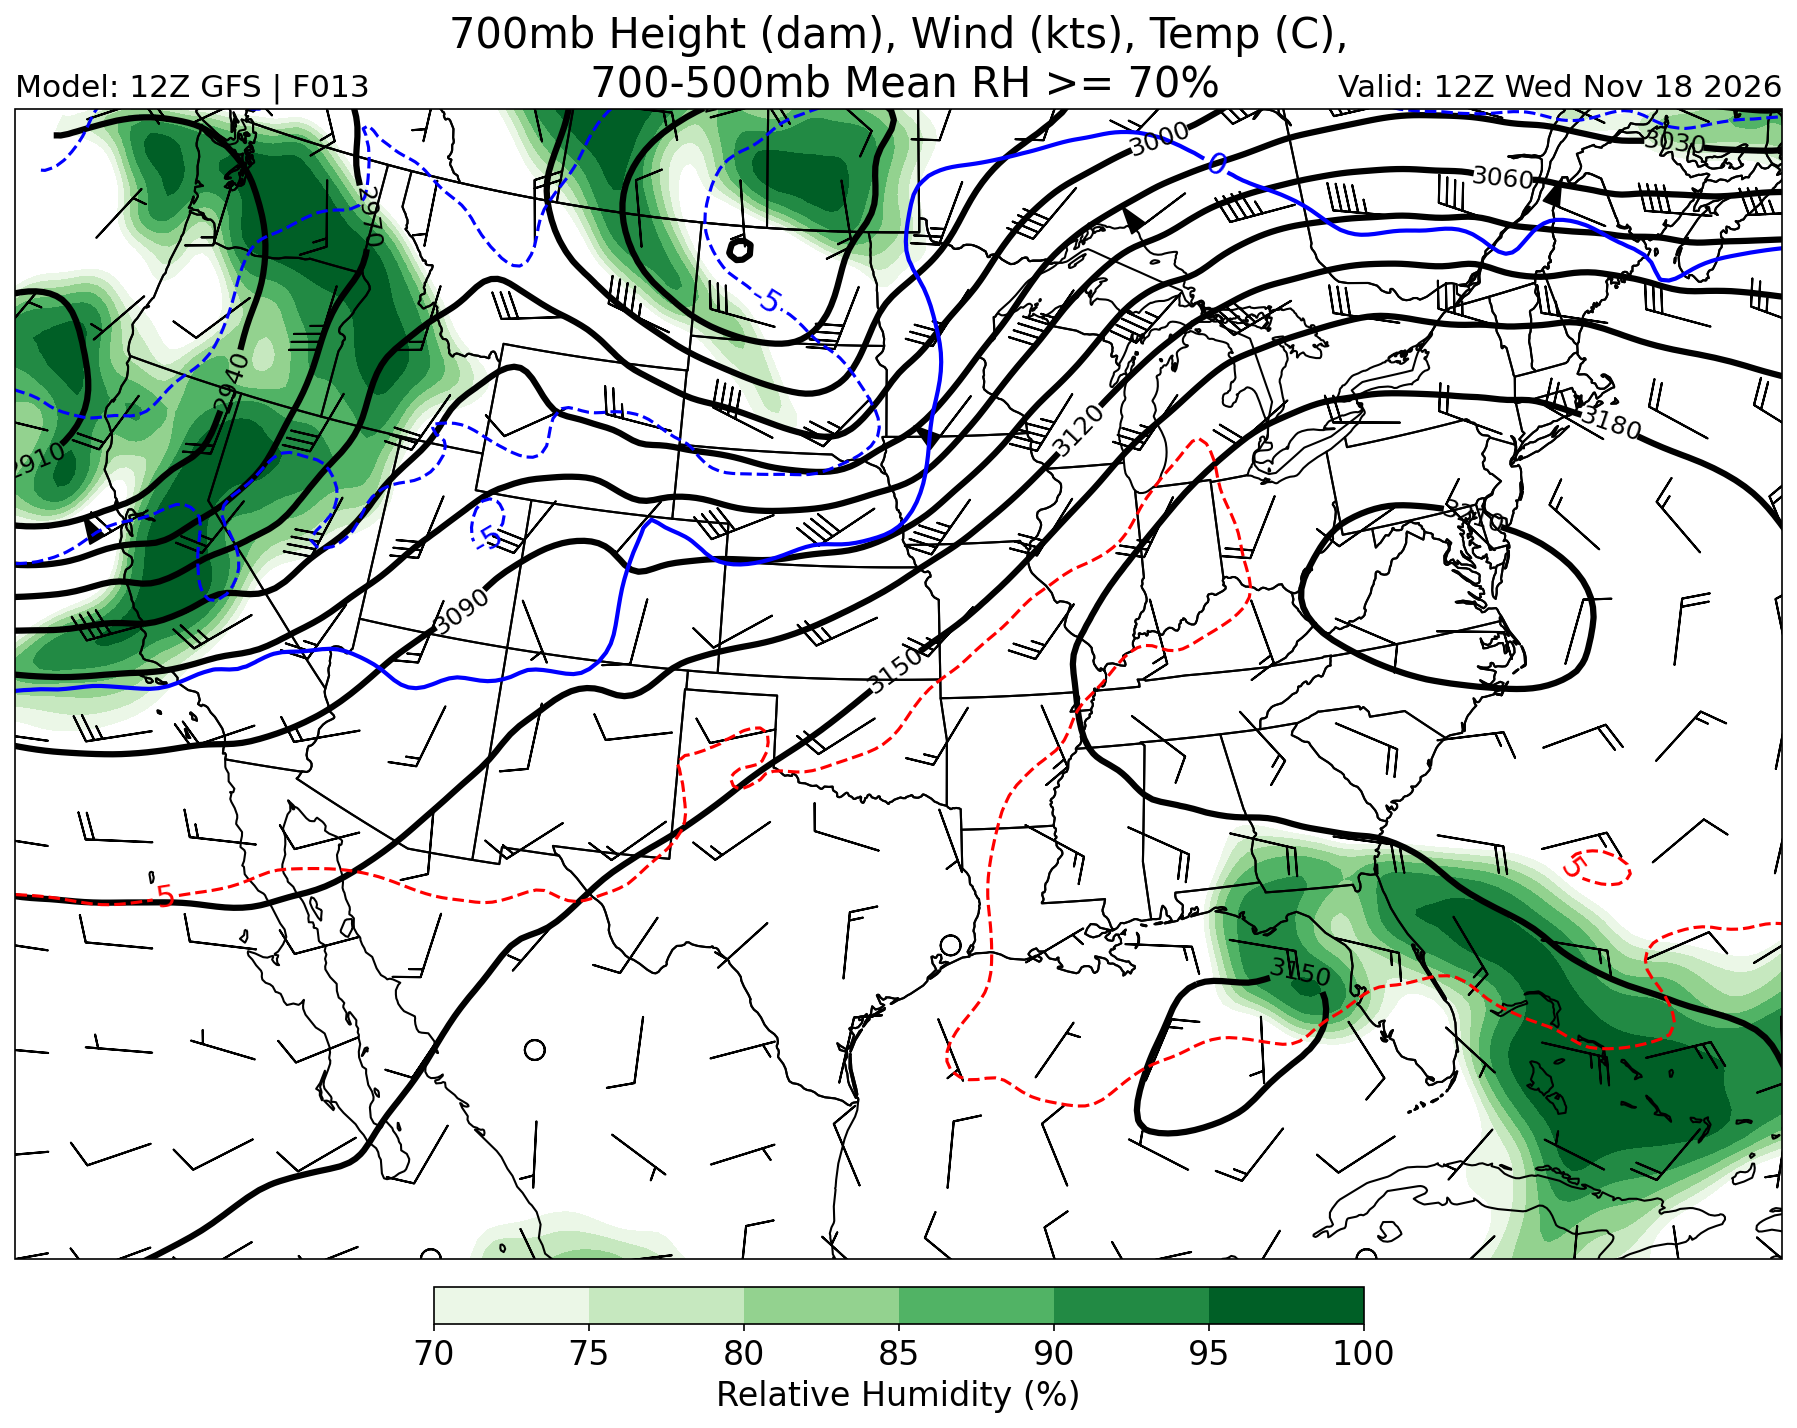 700mb Height (dam), Wind (kts), Temp (C),
700-500mb Mean RH >= 70%
Model: 12Z GFS | F013
Valid: 12Z Wed Nov 18 2026
3000
0
3030
3060
2970
-5
2940
3120
3180
2910
3210
-5
3090
3150
5
5
3150
70 75 80 85 90 95 100
Relative Humidity (%)